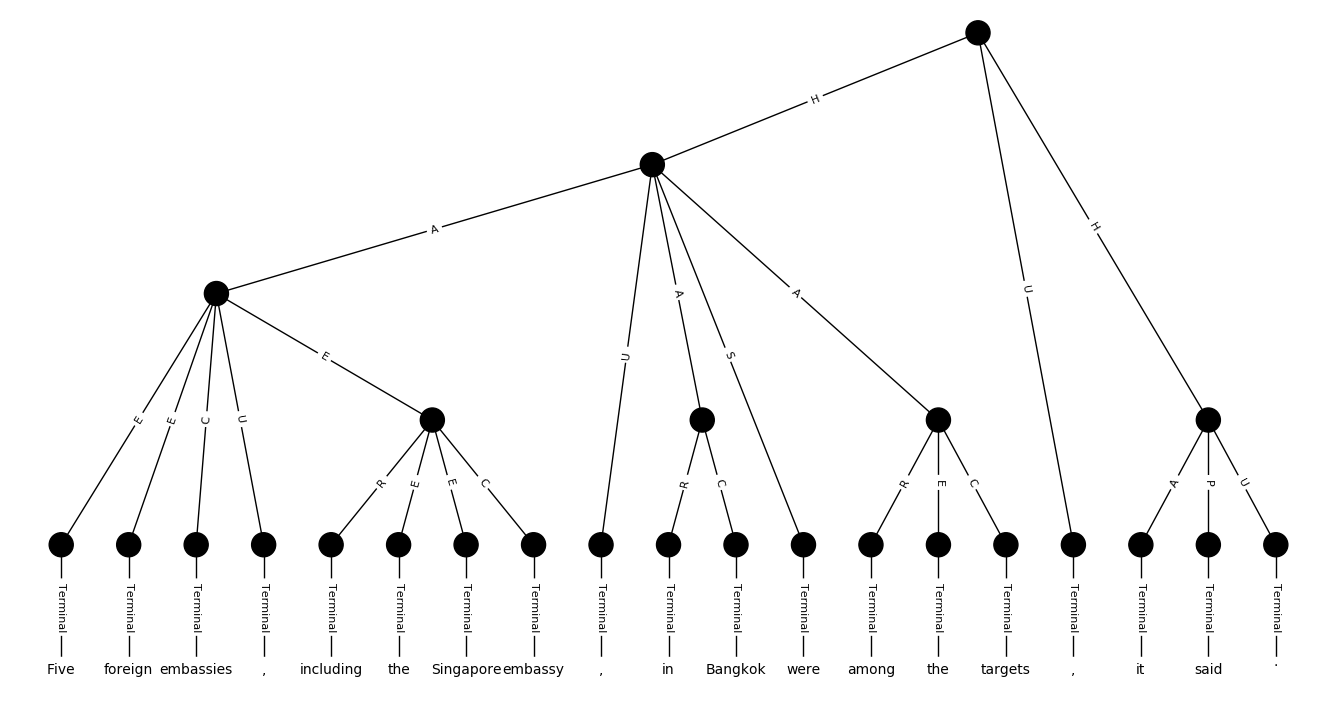 H
A
U
H
A
S
A
E
U
E
E
C
U
R
E
E
C
R
C
R
E
C
A
P
U
Terminal Terminal Terminal Terminal Terminal Terminal Terminal Terminal Terminal Terminal Terminal Terminal Terminal Terminal Terminal Terminal Terminal Terminal Terminal
Five foreign embassies , including the Singapore embassy , in Bangkok were among the targets , it said .